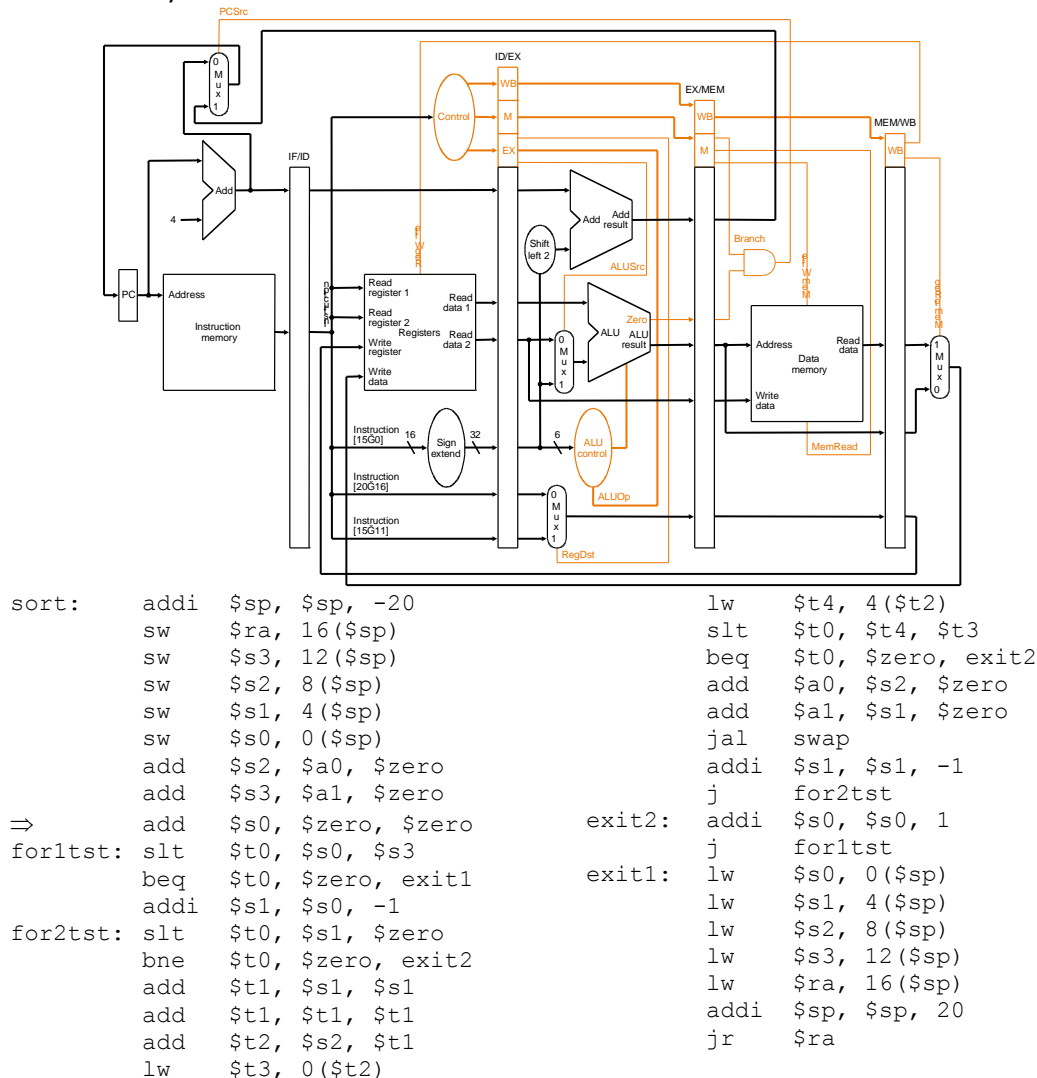 PCSrc
0
M
u
x
1
ID/EX
WB
M
EX
Control
EX/MEM
WB
M
MEM/WB
WB
IF/ID
Add
4
Add Add
result
Shift
left 2
Branch
ALUSrc
PC
Address
Instruction
memory
Read
register 1
Read
register 2
Registers
Write
register
Write
data
Read
data 1
Read
data 2
0
M
u
x
1
Zero
ALU ALU
result
Address
Data
memory
Read
data
Write
data
1
M
u
x
0
MemRead
Instruction
[15G0]
16
Sign
extend
32
6
ALU
control
ALUOp
Instruction
[20G16]
Instruction
[15G11]
0
M
u
x
1
RegDst
sort: addi $sp, $sp, -20
sw $ra, 16($sp)
sw $s3, 12($sp)
sw $s2, 8($sp)
sw $s1, 4($sp)
sw $s0, 0($sp)
add $s2, $a0, $zero
add $s3, $a1, $zero
⇒ add $s0, $zero, $zero
for1tst: slt $t0, $s0, $s3
beq $t0, $zero, exit1
addi $s1, $s0, -1
for2tst: slt $t0, $s1, $zero
bne $t0, $zero, exit2
add $t1, $s1, $s1
add $t1, $t1, $t1
add $t2, $s2, $t1
lw $t3, 0($t2)
lw $t4, 4($t2)
slt $t0, $t4, $t3
beq $t0, $zero, exit2
add $a0, $s2, $zero
add $a1, $s1, $zero
jal swap
addi $s1, $s1, -1
j for2tst
exit2: addi $s0, $s0, 1
j for1tst
exit1: lw $s0, 0($sp)
lw $s1, 4($sp)
lw $s2, 8($sp)
lw $s3, 12($sp)
lw $ra, 16($sp)
addi $sp, $sp, 20
jr $ra